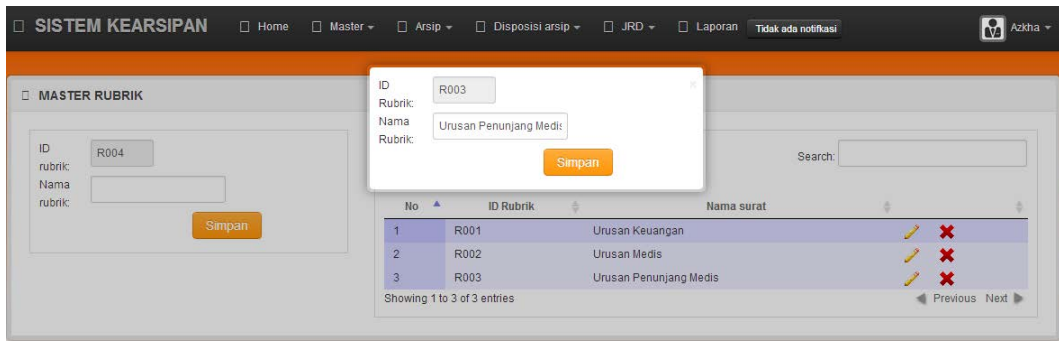 SISTEM KEARSIPAN Home Master Arsip Disposisi arsip JRD Laporan Tidak ada notifkasi Azkha
MASTER RUBRIK
ID rubrik: R004
Nama rubrik:
Simpan
ID Rubrik: R003
Nama Rubrik: Urusan Penunjang Medis
Simpan
Search:
No ID Rubrik Nama surat
1 R001 Urusan Keuangan
2 R002 Urusan Medis
3 R003 Urusan Penunjang Medis
Showing 1 to 3 of 3 entries Previous Next